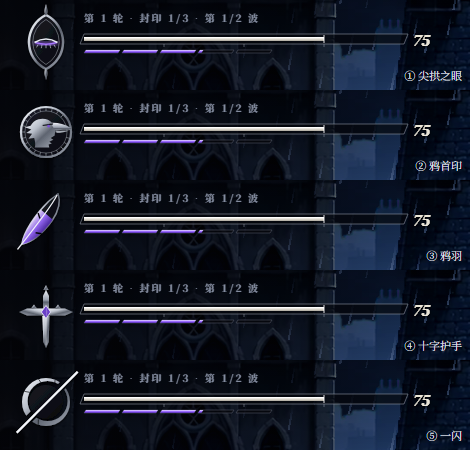 第 1 轮 · 封印 1/3 · 第 1/2 波
75
① 尖拱之眼
第 1 轮 · 封印 1/3 · 第 1/2 波
75
② 鸦首印
第 1 轮 · 封印 1/3 · 第 1/2 波
75
③ 鸦羽
第 1 轮 · 封印 1/3 · 第 1/2 波
75
④ 十字护手
第 1 轮 · 封印 1/3 · 第 1/2 波
75
⑤ 一闪